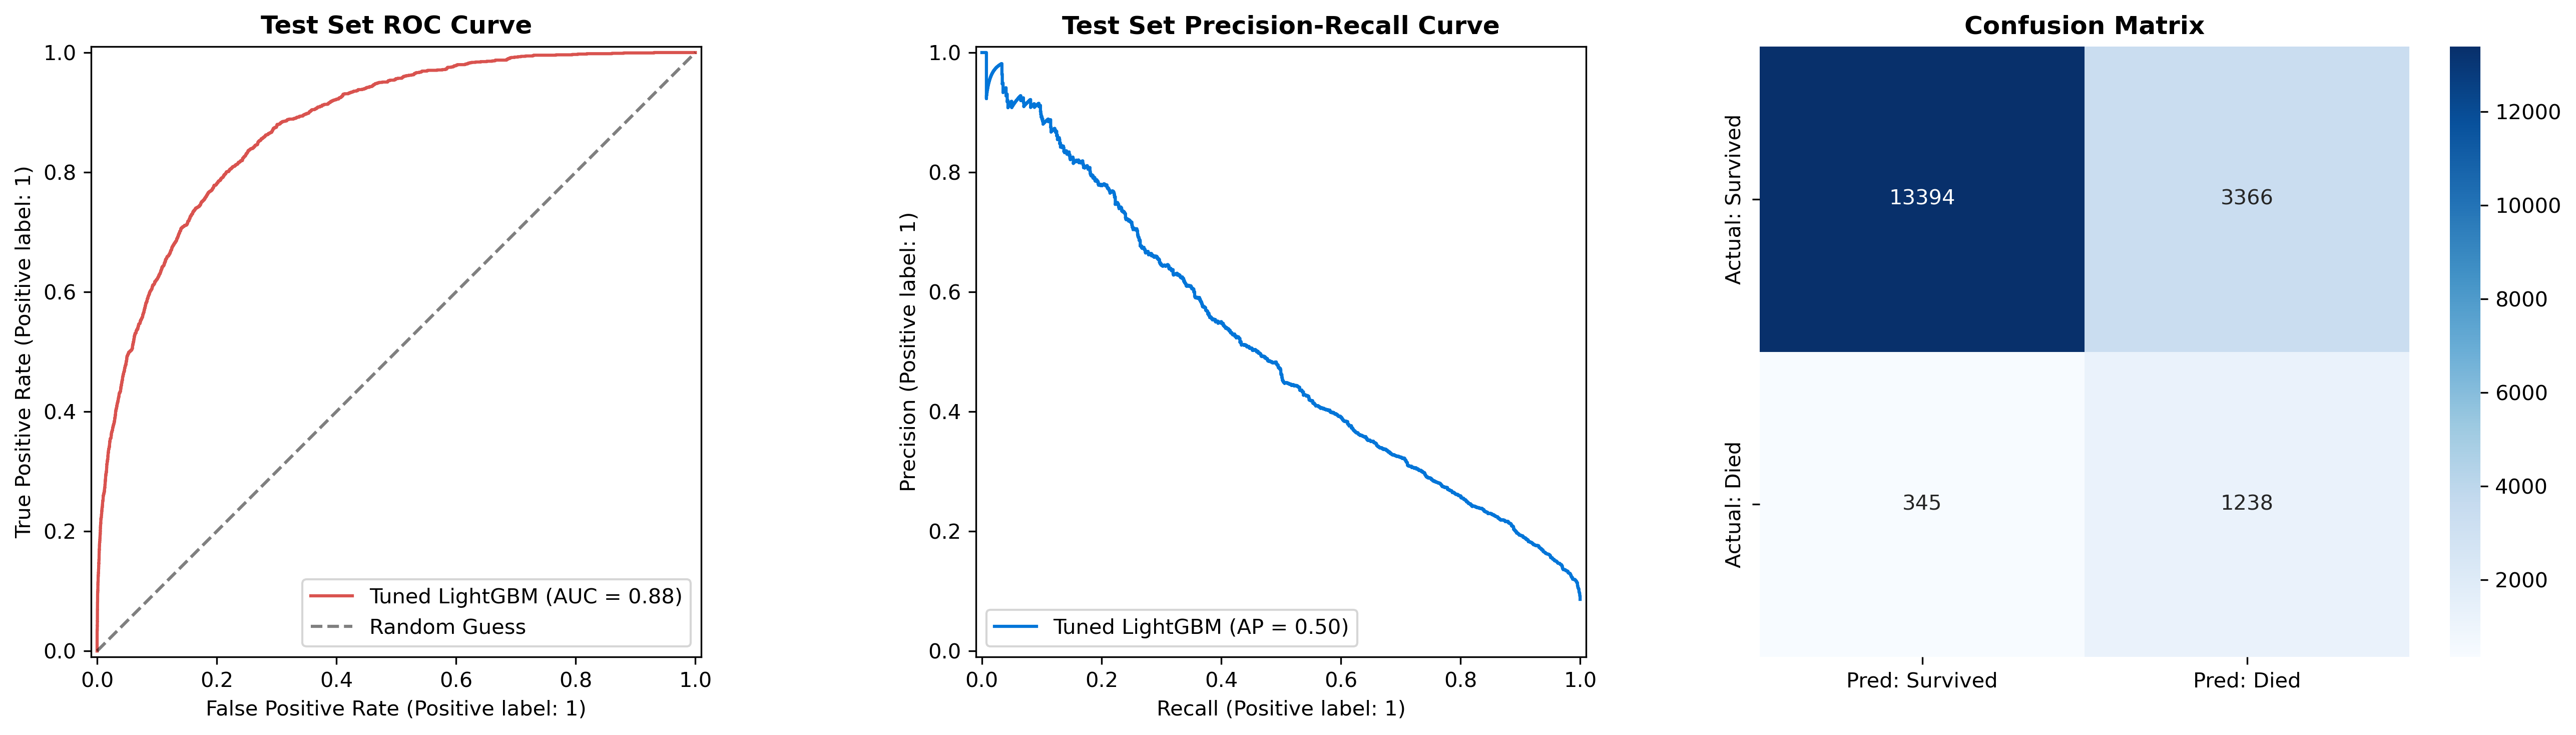 Test Set ROC Curve
True Positive Rate (Positive label: 1)
1.0
0.8
0.6
0.4
0.2
0.0
Tuned LightGBM (AUC = 0.88)
Random Guess
0.0 0.2 0.4 0.6 0.8 1.0
False Positive Rate (Positive label: 1)
Test Set Precision-Recall Curve
Precision (Positive label: 1)
1.0
0.8
0.6
0.4
0.2
0.0
Tuned LightGBM (AP = 0.50)
0.0 0.2 0.4 0.6 0.8 1.0
Recall (Positive label: 1)
Confusion Matrix
Actual: Survived
13394 3366
Actual: Died
345 1238
Pred: Survived Pred: Died
12000
10000
8000
6000
4000
2000